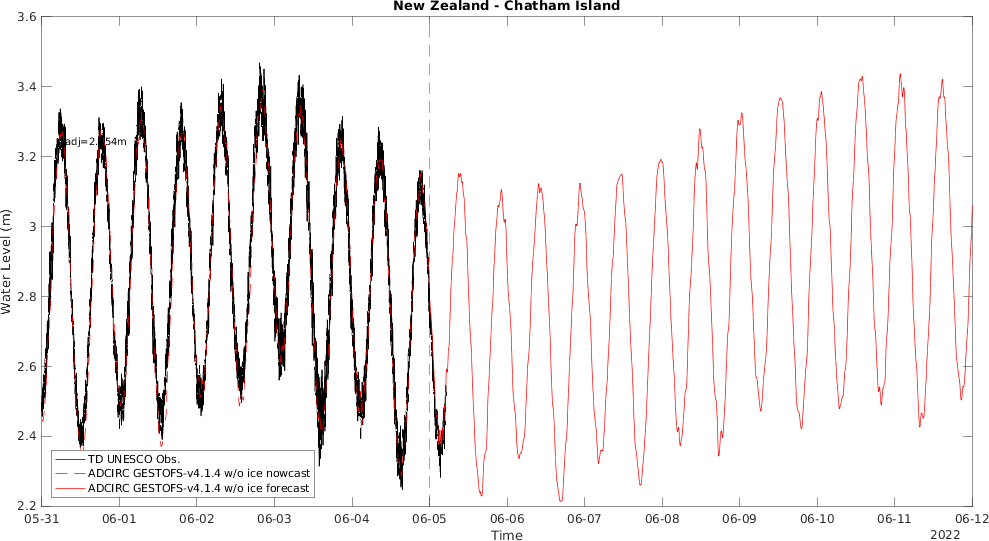 New Zealand - Chatham Island
3.6
3.4
3.2
3
2.8
2.6
2.4
2.2
Water Level (m)
TD UNESCO Obs.
ADCIRC GESTOFS-v4.1.4 w/o ice nowcast
ADCIRC GESTOFS-v4.1.4 w/o ice forecast
05-31 06-01 06-02 06-03 06-04 06-05 06-06 06-07 06-08 06-09 06-10 06-11 06-12
Time
2022